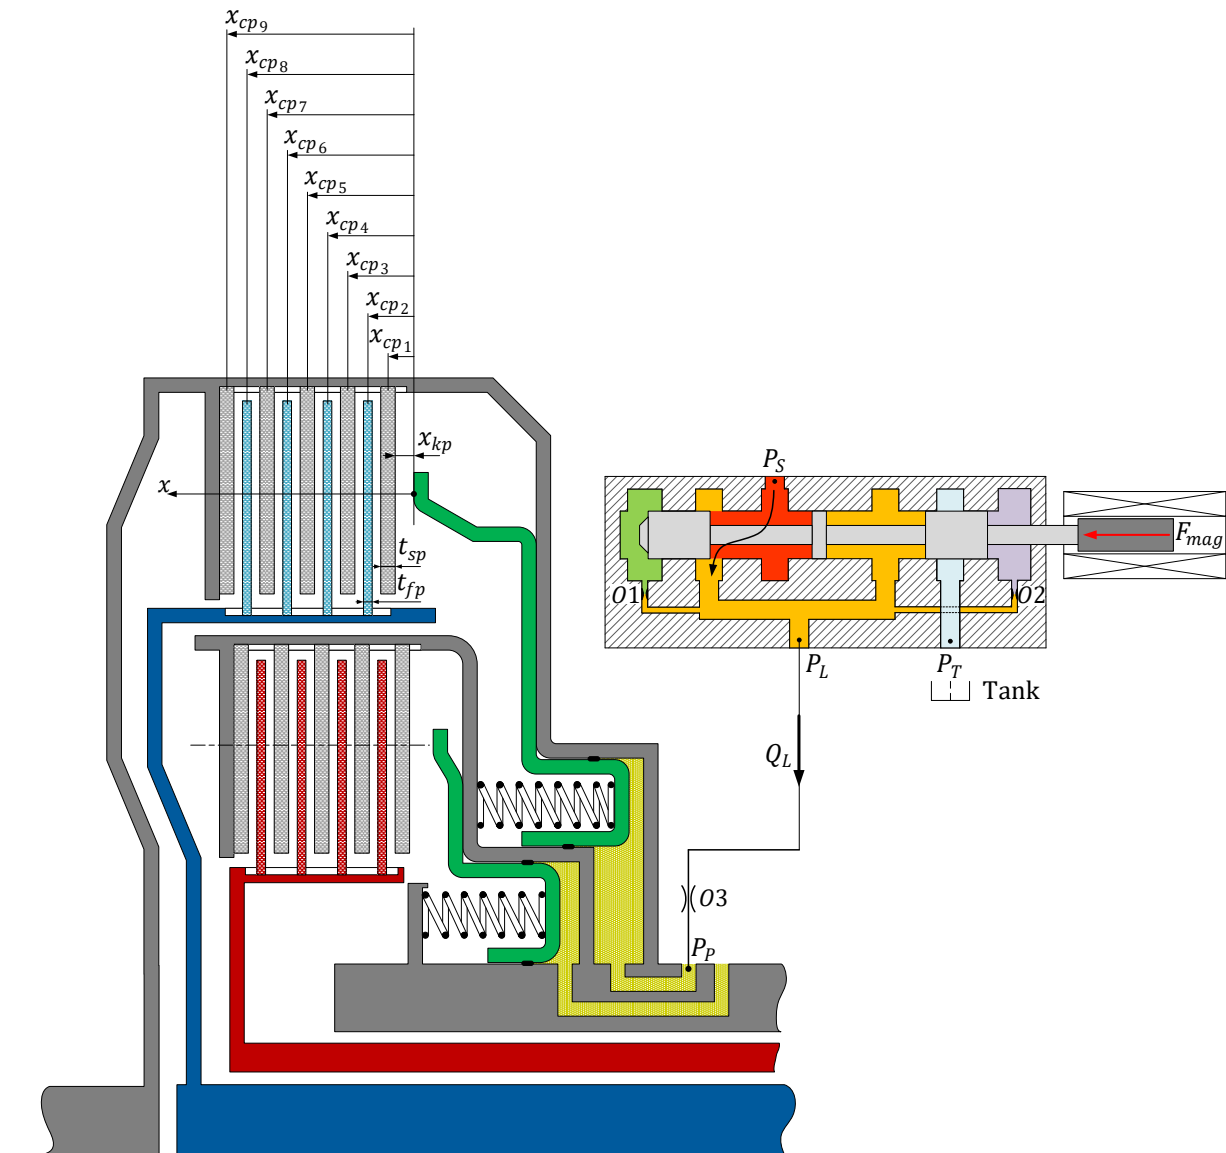 x_cp9
x_cp8
x_cp7
x_cp6
x_cp5
x_cp4
x_cp3
x_cp2
x_cp1
x_kp
P_S
x
F_mag
t_sp
t_fp
O1
O2
P_L
P_T
Tank
Q_L
O3
P_P